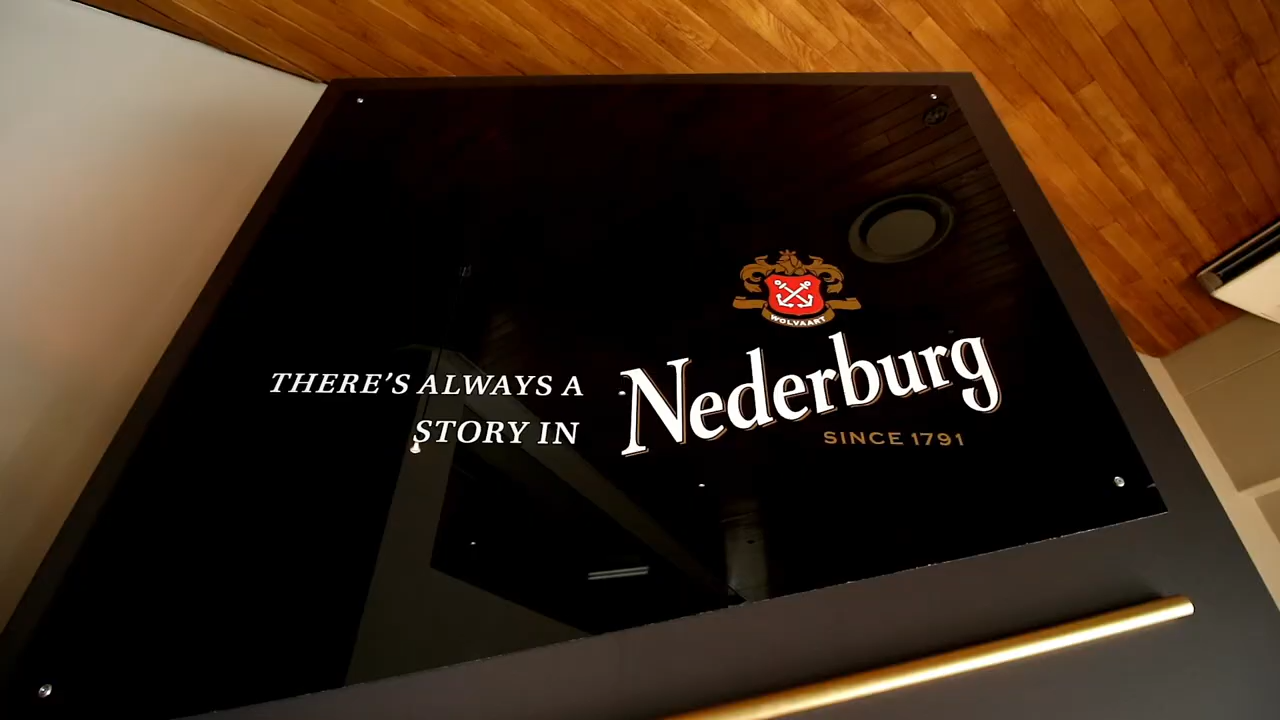 WOLVAART
THERE'S ALWAYS A
STORY IN
Nederburg
SINCE 1791